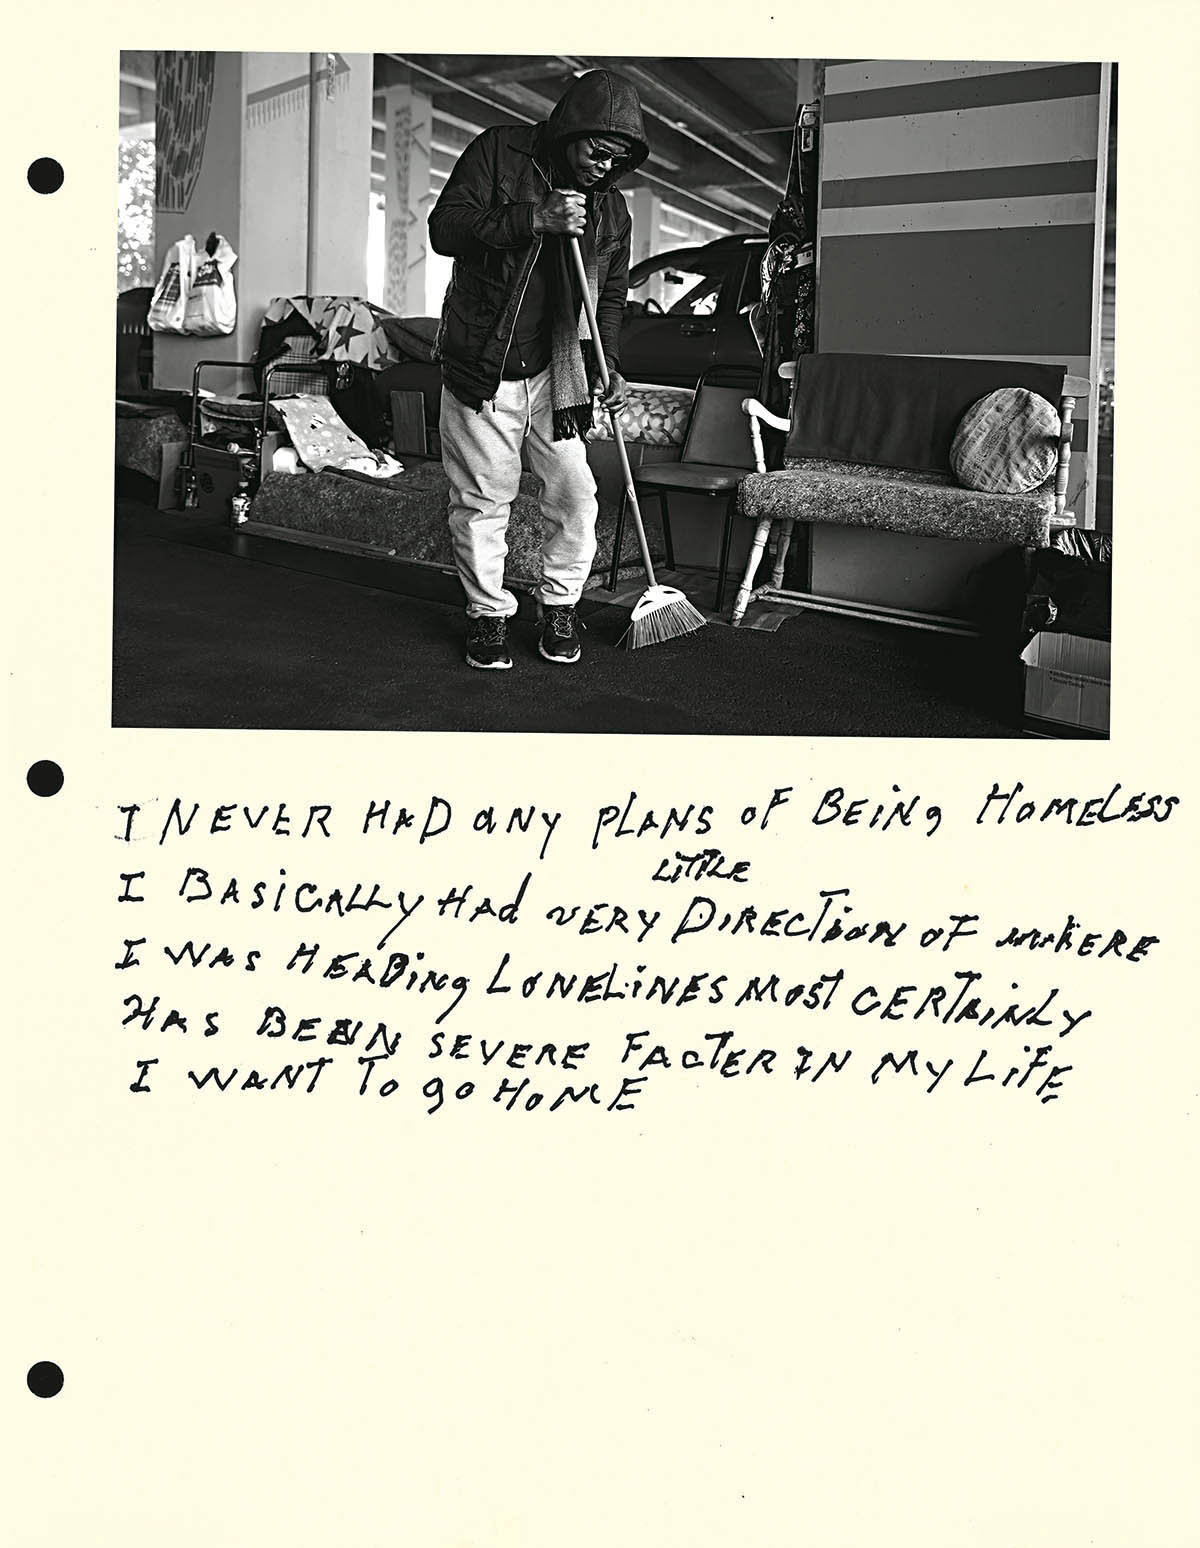 I NEVER HAD ANY PLANS OF BEING HOMELESS
LITTLE
I BASICALLY HAD VERY DIRECTION OF WHERE
I WAS HEADING LONELINES MOST CERTAINLY
HAS BEEN SEVERE FACTER IN MY LIFE
I WANT TO GO HOME